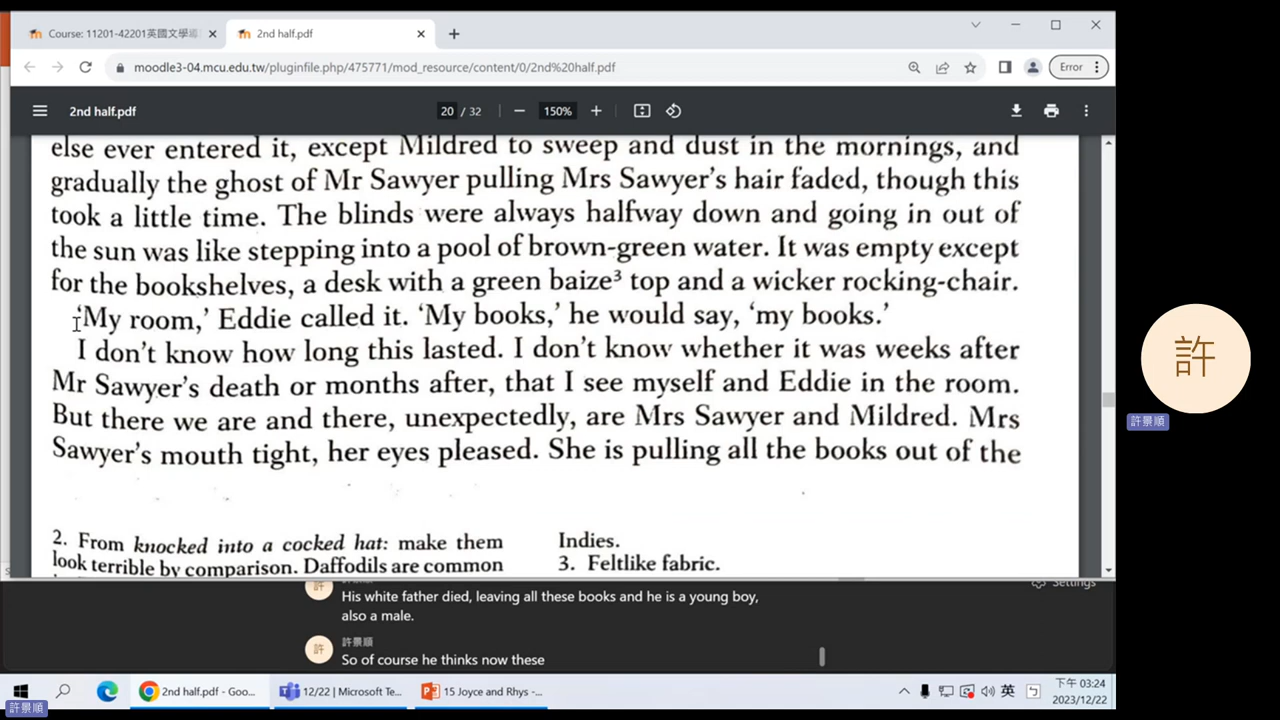 Course: 11201-42201英國文學
2nd half.pdf
moodle3-04.mcu.edu.tw/pluginfile.php/475771/mod_resource/content/0/2nd%20half.pdf
Error
2nd half.pdf
20 / 32
150%
else ever entered it, except Mildred to sweep and dust in the mornings, and
gradually the ghost of Mr Sawyer pulling Mrs Sawyer's hair faded, though this
took a little time. The blinds were always halfway down and going in out of
the sun was like stepping into a pool of brown-green water. It was empty except
for the bookshelves, a desk with a green baize³ top and a wicker rocking-chair.
'My room,' Eddie called it. 'My books,' he would say, 'my books.'
I don't know how long this lasted. I don't know whether it was weeks after
Mr Sawyer's death or months after, that I see myself and Eddie in the room.
But there we are and there, unexpectedly, are Mrs Sawyer and Mildred. Mrs
Sawyer's mouth tight, her eyes pleased. She is pulling all the books out of the
2. From knocked into a cocked hat: make them
look terrible by comparison. Daffodils are common
Indies.
3. Feltlike fabric.
許
許景順
Settings
許
His white father died, leaving all these books and he is a young boy,
also a male.
許
許景順
So of course he thinks now these
2nd half.pdf - Goo...
12/22 | Microsoft Te...
15 Joyce and Rhys -...
英
下午 03:24
2023/12/22
許景順